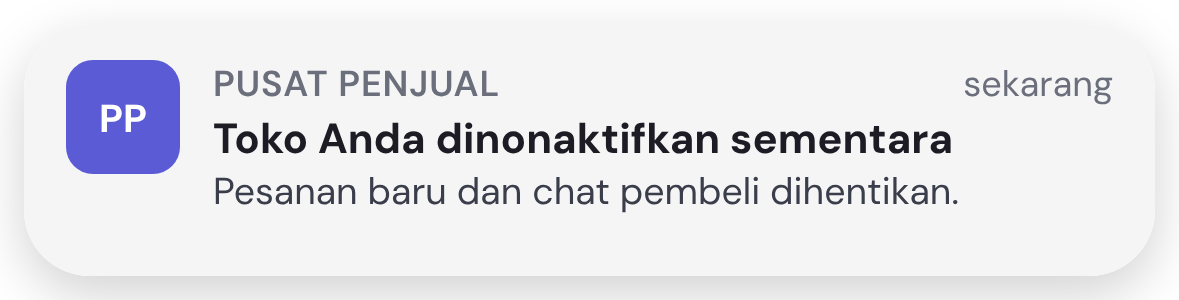 PP
PUSAT PENJUAL
sekarang
Toko Anda dinonaktifkan sementara
Pesanan baru dan chat pembeli dihentikan.